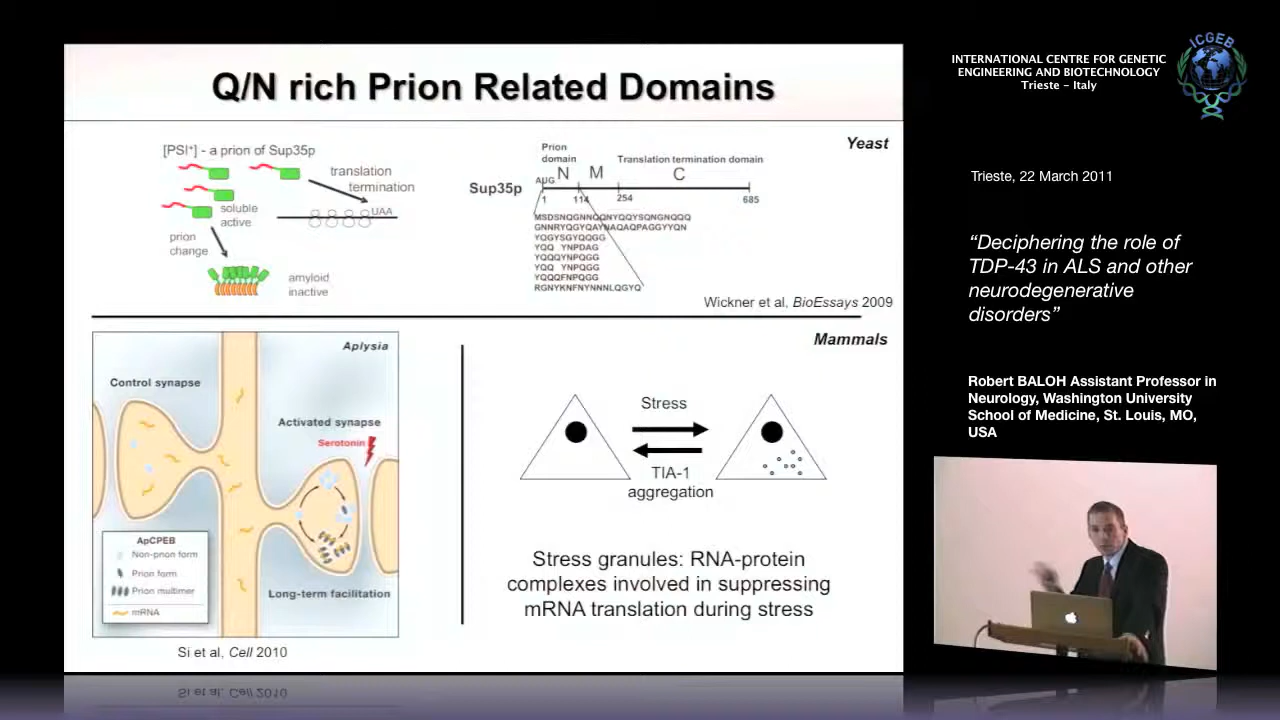 Q/N rich Prion Related Domains
Yeast
[PSI+] - a prion of Sup35p
translation
termination
UAA
soluble
active
prion
change
amyloid
inactive
Prion
domain
Translation termination domain
AUG
N
M
C
Sup35p
1
114
254
685
MSDSNQGNNQQNYQQYSQNGNQQQ
GNNRYQGYQAYNAQAQPAGGYYQN
YQGYSGYQQGG
YQQ YNPDAG
YQQQYNPQGG
YQQ YNPQGG
YQQQFNPQGG
RGNYKNFNYNNNLQGYQ
Wickner et al, BioEssays 2009
Aplysia
Control synapse
Activated synapse
Serotonin
ApCPEB
Non-prion form
Prion form
Prion multimer
mRNA
Long-term facilitation
Si et al, Cell 2010
Mammals
Stress
TIA-1
aggregation
Stress granules: RNA-protein
complexes involved in suppressing
mRNA translation during stress
INTERNATIONAL CENTRE FOR GENETIC
ENGINEERING AND BIOTECHNOLOGY
Trieste - Italy
ICGEB
Trieste, 22 March 2011
“Deciphering the role of
TDP-43 in ALS and other
neurodegenerative
disorders”
Robert BALOH Assistant Professor in
Neurology, Washington University
School of Medicine, St. Louis, MO,
USA